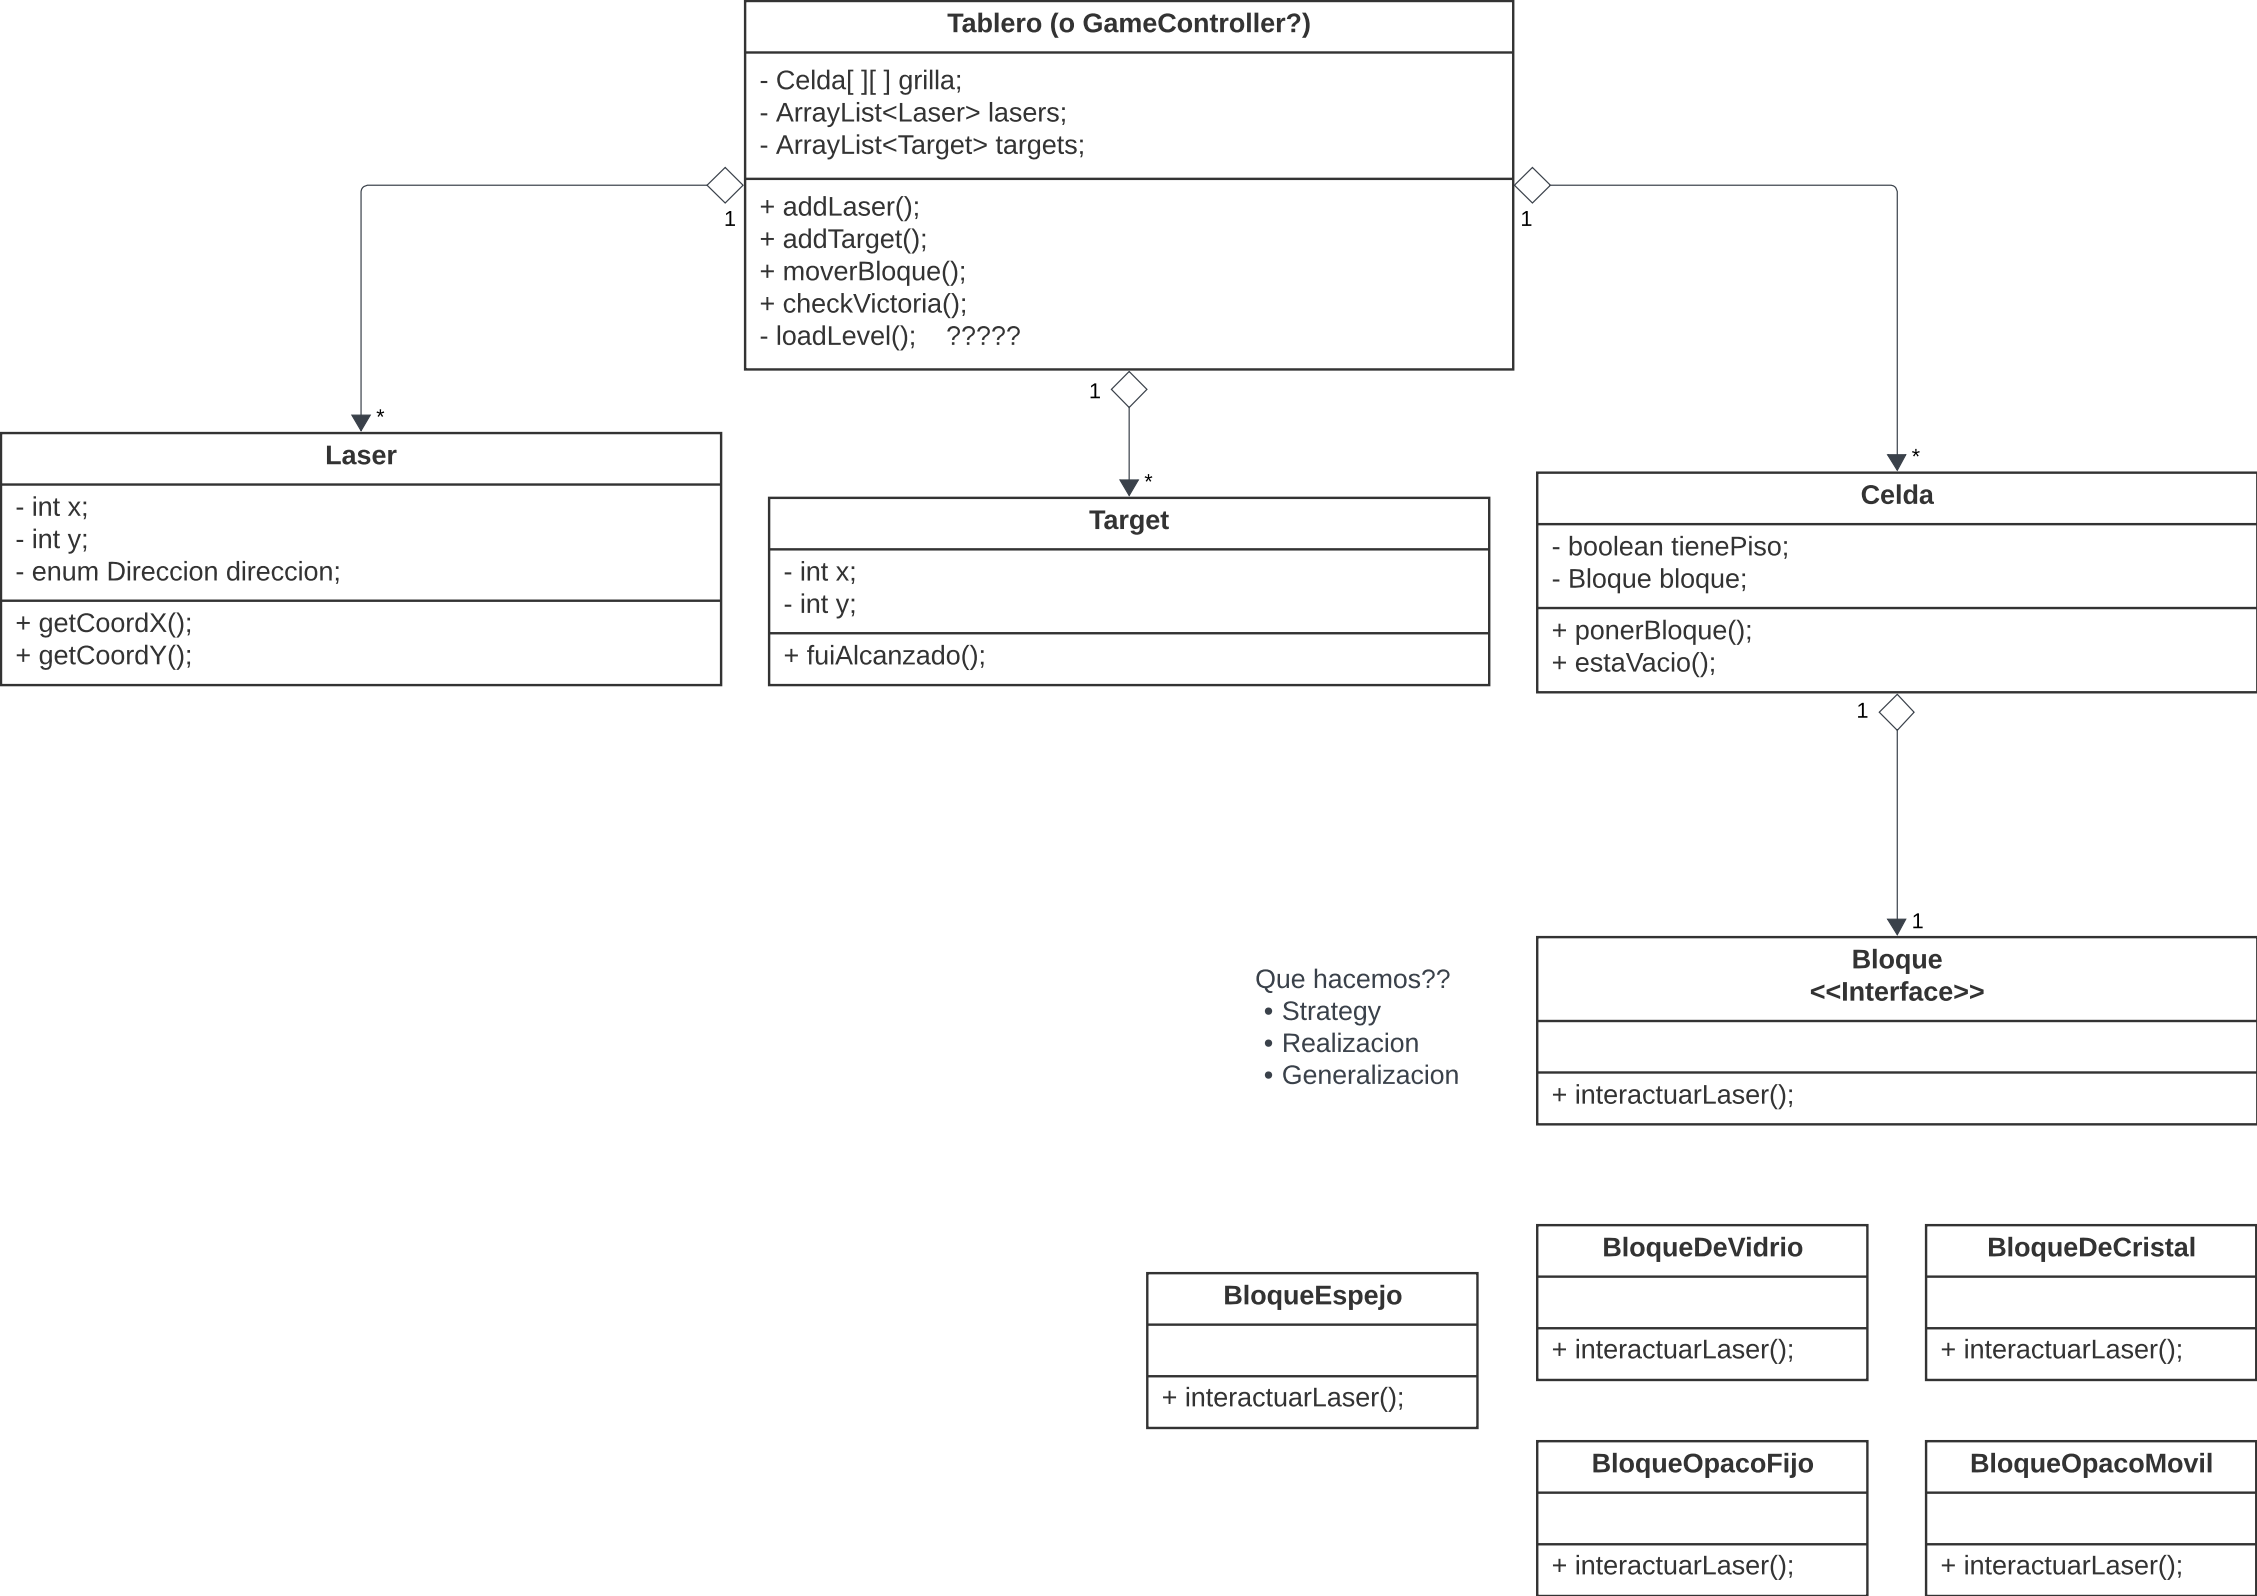 Tablero (o GameController?)
- Celda[ ][ ] grilla;
- ArrayList<Laser> lasers;
- ArrayList<Target> targets;
+ addLaser();
+ addTarget();
+ moverBloque();
+ checkVictoria();
- loadLevel();    ?????
1
1
1
*
*
*
Laser
- int x;
- int y;
- enum Direccion direccion;
+ getCoordX();
+ getCoordY();
Target
- int x;
- int y;
+ fuiAlcanzado();
Celda
- boolean tienePiso;
- Bloque bloque;
+ ponerBloque();
+ estaVacio();
1
1
Que hacemos??
• Strategy
• Realizacion
• Generalizacion
Bloque
<<Interface>>
+ interactuarLaser();
BloqueEspejo
+ interactuarLaser();
BloqueDeVidrio
+ interactuarLaser();
BloqueDeCristal
+ interactuarLaser();
BloqueOpacoFijo
+ interactuarLaser();
BloqueOpacoMovil
+ interactuarLaser();